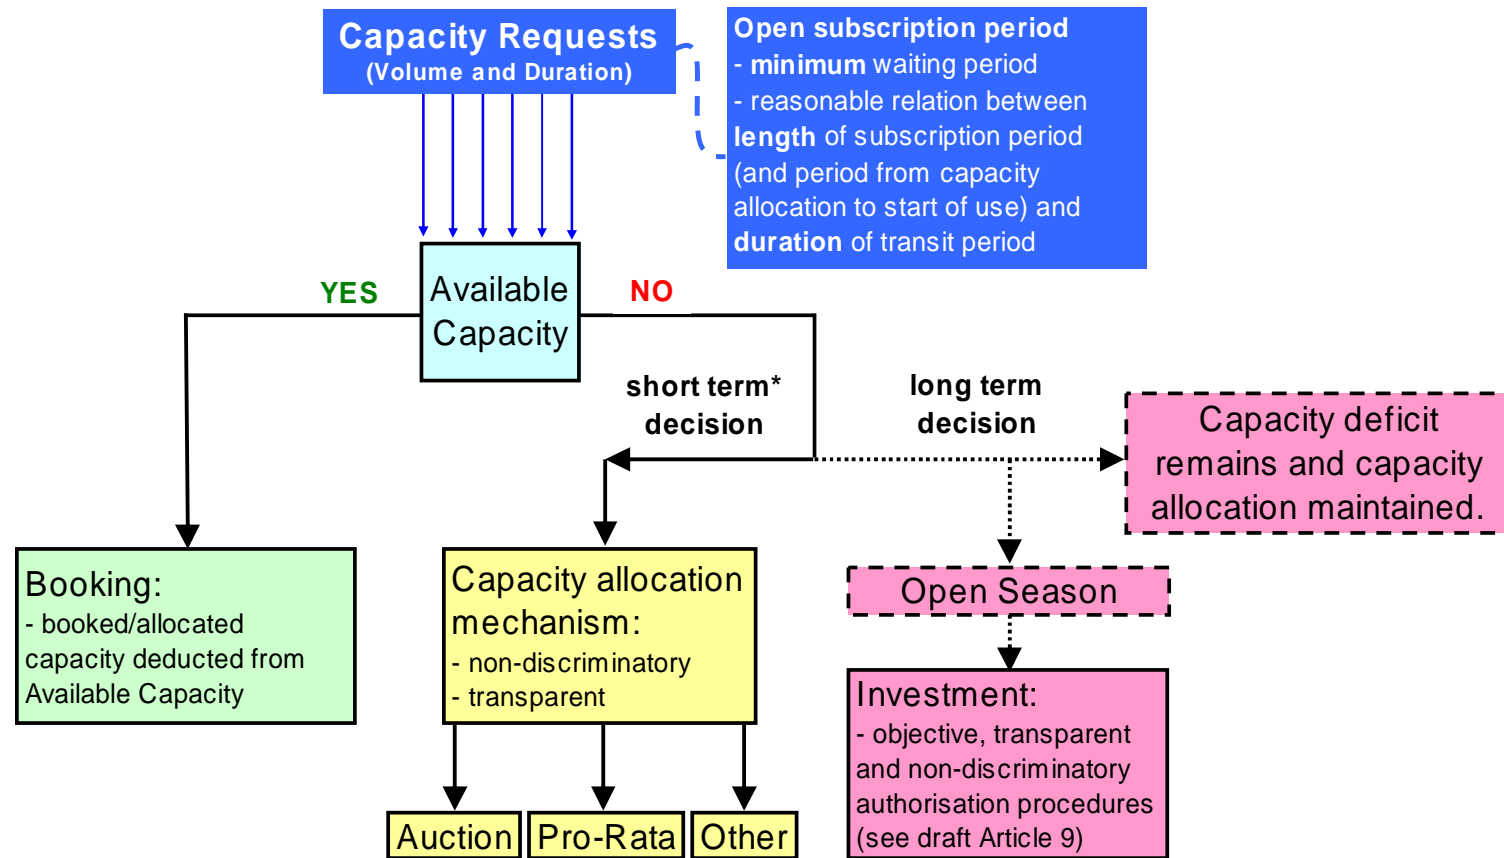 Capacity Requests
(Volume and Duration)
Open subscription period
- minimum waiting period
- reasonable relation between
length of subscription period
(and period from capacity
allocation to start of use) and
duration of transit period
YES
Available
Capacity
NO
short term*
decision
long term
decision
Capacity deficit
remains and capacity
allocation maintained.
Booking:
- booked/allocated
capacity deducted from
Available Capacity
Capacity allocation
mechanism:
- non-discriminatory
- transparent
Open Season
Investment:
- objective, transparent
and non-discriminatory
authorisation procedures
(see draft Article 9)
Auction
Pro-Rata
Other